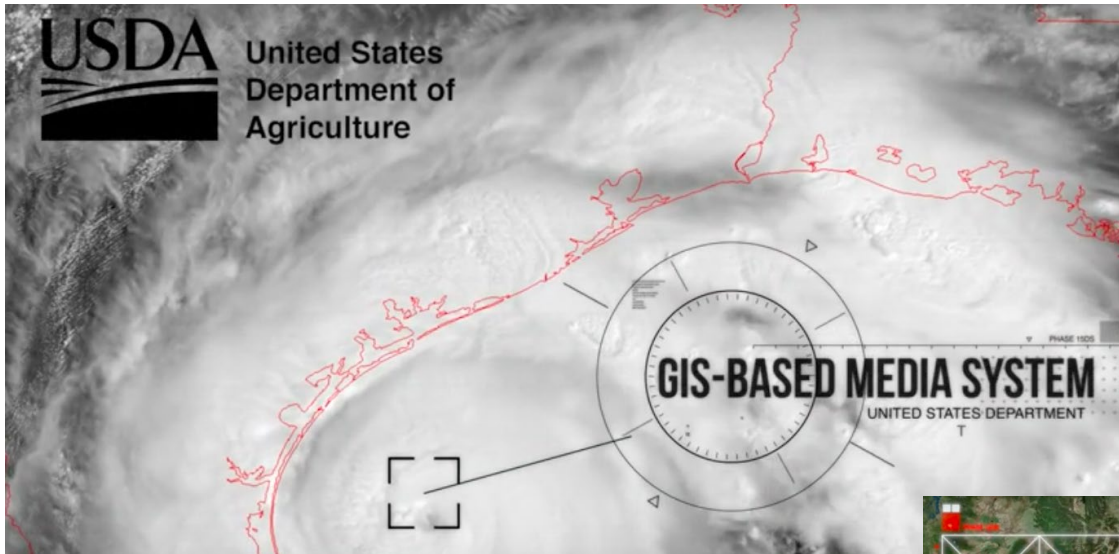 USDA
United States
Department of
Agriculture
PHASE 15DS
GIS-BASED MEDIA SYSTEM
UNITED STATES DEPARTMENT
T